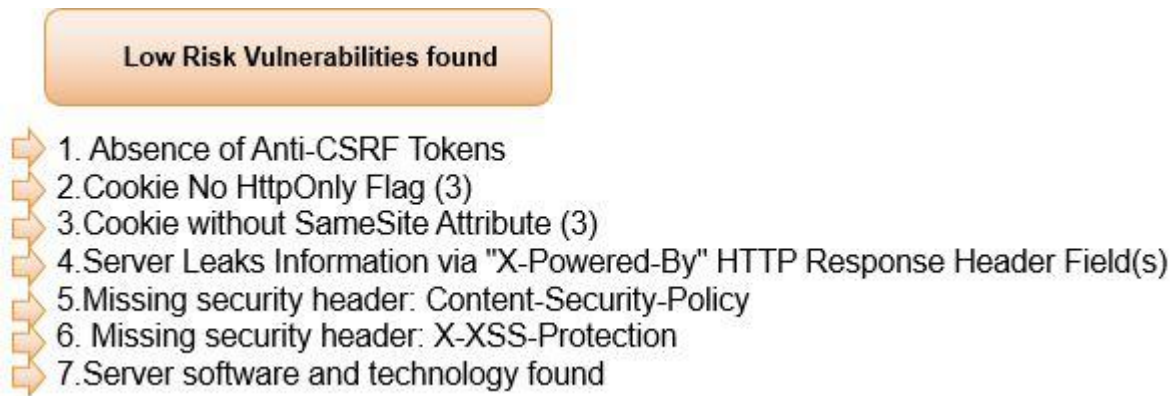 Low Risk Vulnerabilities found
1. Absence of Anti-CSRF Tokens
2.Cookie No HttpOnly Flag (3)
3.Cookie without SameSite Attribute (3)
4.Server Leaks Information via "X-Powered-By" HTTP Response Header Field(s)
5.Missing security header: Content-Security-Policy
6. Missing security header: X-XSS-Protection
7.Server software and technology found